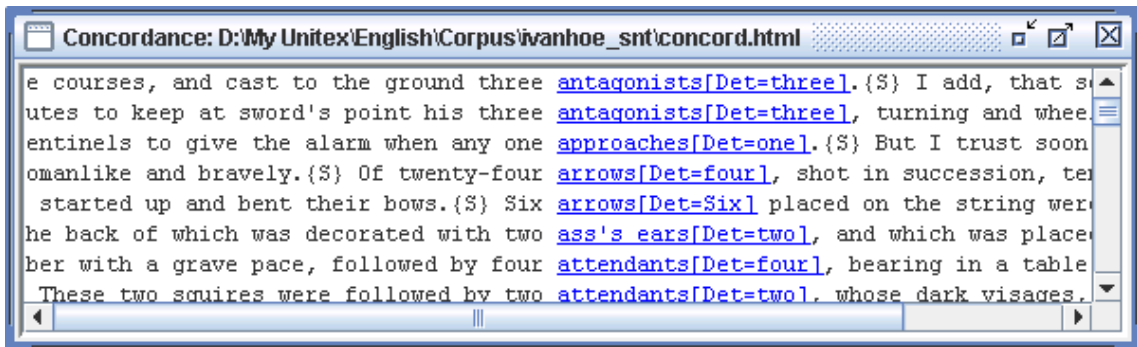 Concordance: D:\My Unitex\English\Corpus\ivanhoe_snt\concord.html
e courses, and cast to the ground three antagonists[Det=three].{S} I add, that s
utes to keep at sword's point his three antagonists[Det=three], turning and whee
entinels to give the alarm when any one approaches[Det=one].{S} But I trust soon
omanlike and bravely.{S} Of twenty-four arrows[Det=four], shot in succession, te
started up and bent their bows.{S} Six arrows[Det=Six] placed on the string wer
he back of which was decorated with two ass's ears[Det=two], and which was place
ber with a grave pace, followed by four attendants[Det=four], bearing in a table
These two squires were followed by two attendants[Det=two], whose dark visages,